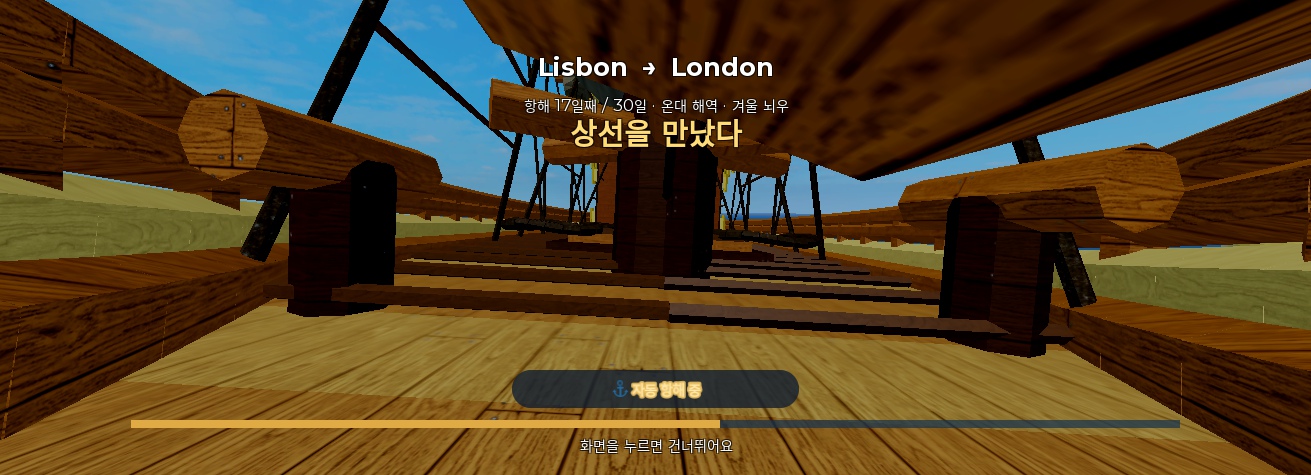 Lisbon → London
항해 17일째 / 30일 · 온대 해역 · 겨울 뇌우
상선을 만났다
⚓ 자동 항해 중
화면을 누르면 건너뛰어요